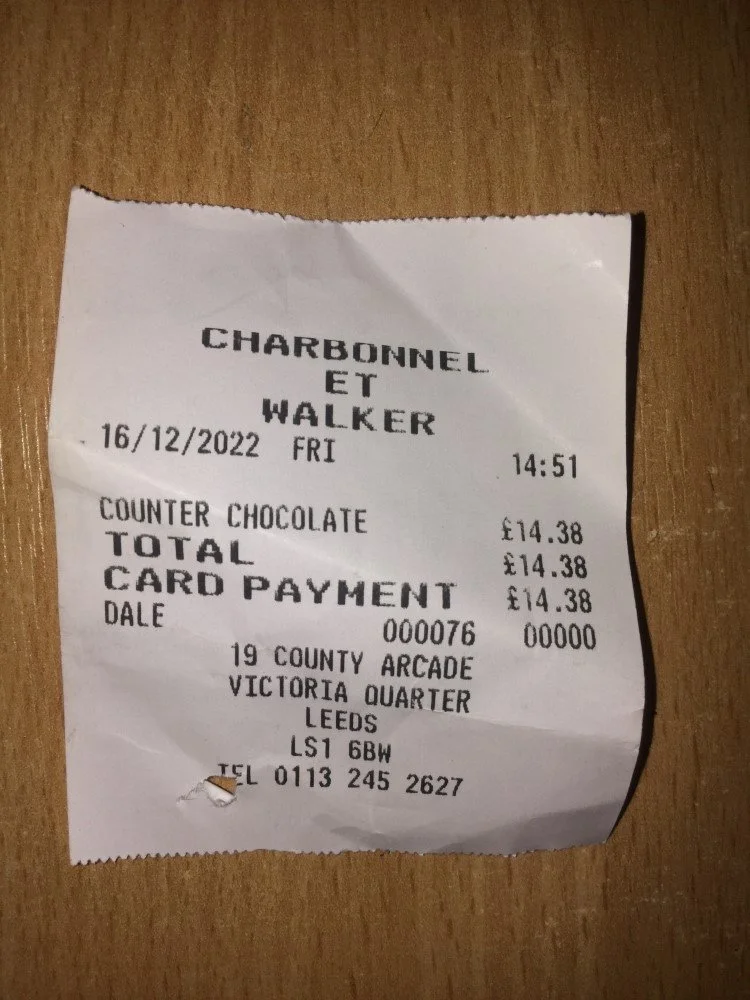 CHARBONNEL
ET
WALKER
16/12/2022 FRI 14:51
COUNTER CHOCOLATE £14.38
TOTAL £14.38
CARD PAYMENT £14.38
DALE 000076 00000
19 COUNTY ARCADE
VICTORIA QUARTER
LEEDS
LS1 6BW
TEL 0113 245 2627